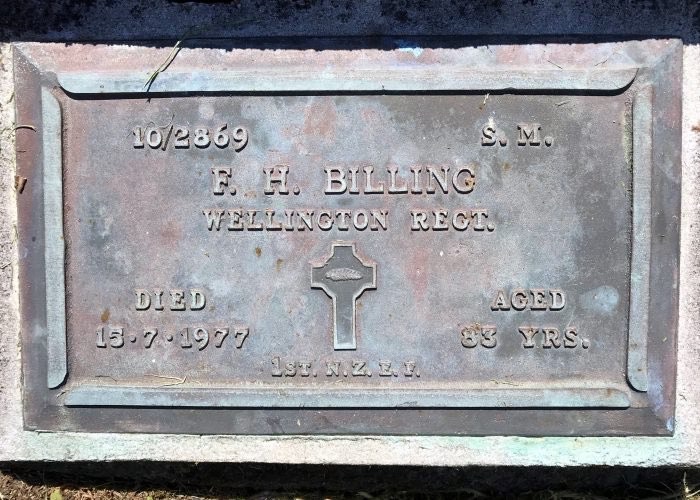 10/2869 S. M.
F. H. BILLING
WELLINGTON REGT.
DIED AGED
15·7·1977 83 YRS.
1ST. N.Z. E. F.